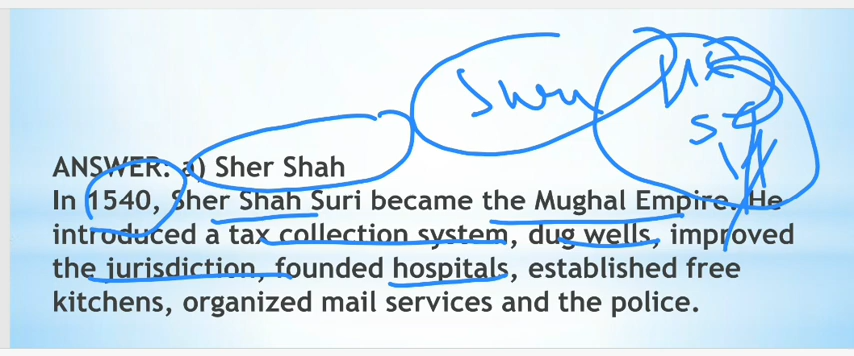 ANSWER: a) Sher Shah
In 1540, Sher Shah Suri became the Mughal Empire. He
introduced a tax collection system, dug wells, improved
the jurisdiction, founded hospitals, established free
kitchens, organized mail services and the police.